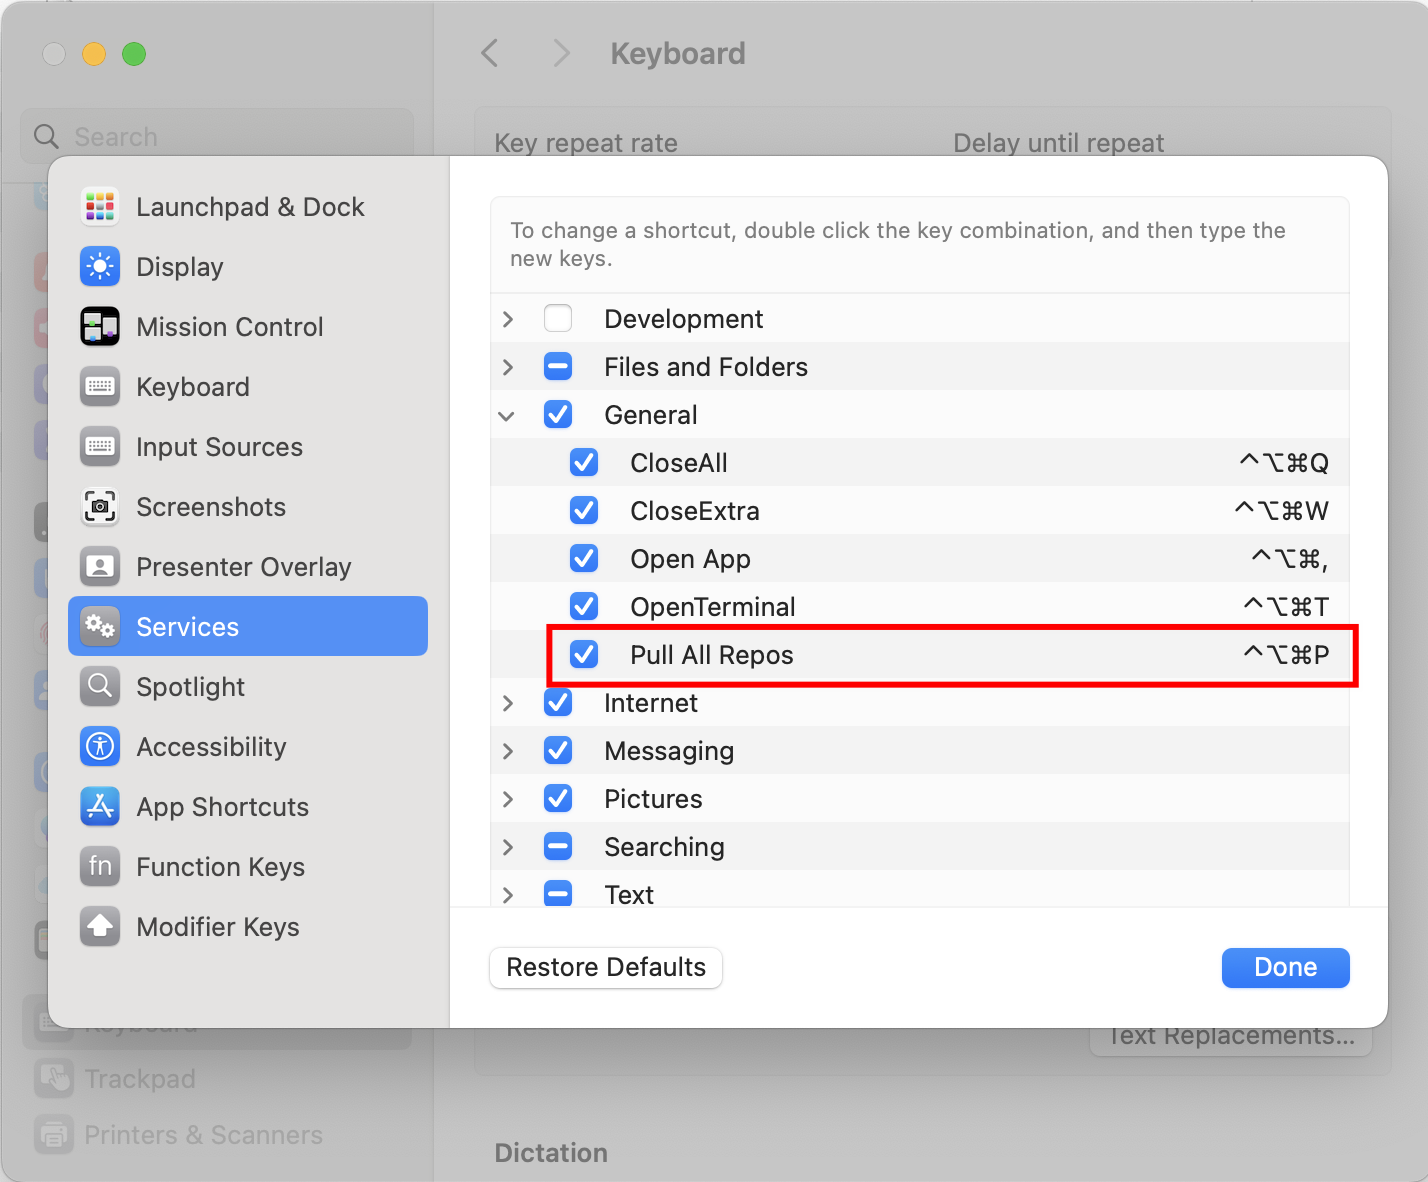 Keyboard
Search
Key repeat rate
Delay until repeat
Launchpad & Dock
Display
Mission Control
Keyboard
Input Sources
Screenshots
Presenter Overlay
Services
Spotlight
Accessibility
App Shortcuts
fn
Function Keys
Modifier Keys
To change a shortcut, double click the key combination, and then type the
new keys.
Development
Files and Folders
General
CloseAll ^⌥⌘Q
CloseExtra ^⌥⌘W
Open App ^⌥⌘,
OpenTerminal ^⌥⌘T
Pull All Repos ^⌥⌘P
Internet
Messaging
Pictures
Searching
Text
Restore Defaults
Done
Keyboard
Text Replacements...
Trackpad
Printers & Scanners
Dictation